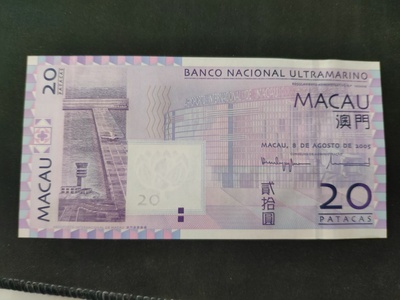 20
PATACAS
BANCO NACIONAL ULTRAMARINO
MACAU
澳門
MACAU, 8 DE AGOSTO DE 2005
貳拾圓
20
PATACAS
MACAU
20